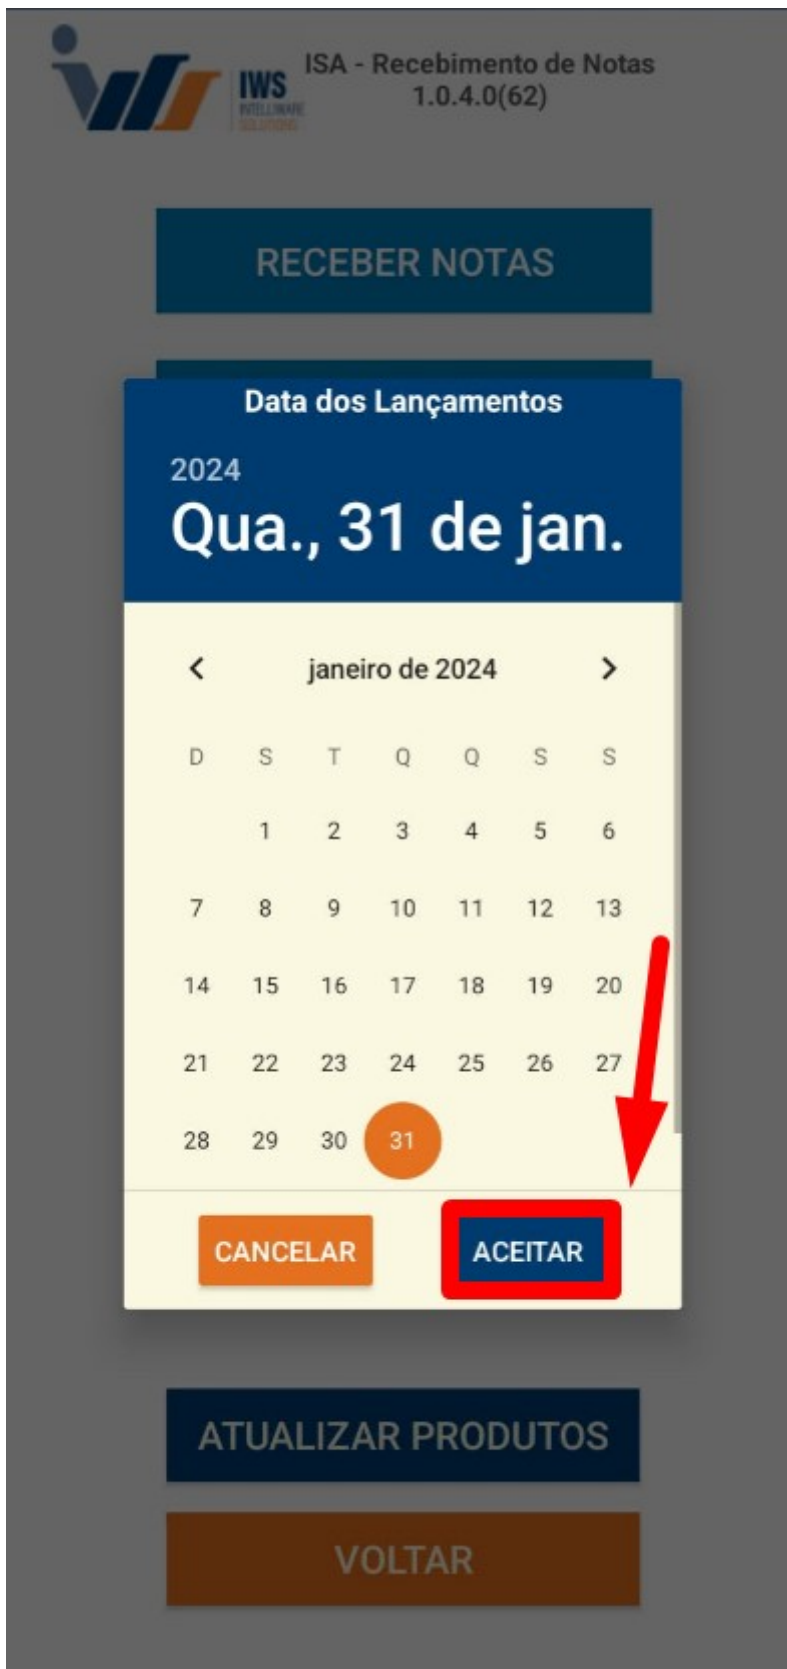 IWS
INTELLIWARE
SOLUTIONS
ISA - Recebimento de Notas
1.0.4.0(62)
RECEBER NOTAS
Data dos Lançamentos
2024
Qua., 31 de jan.
janeiro de 2024
D S T Q Q S S
1 2 3 4 5 6
7 8 9 10 11 12 13
14 15 16 17 18 19 20
21 22 23 24 25 26 27
28 29 30 31
CANCELAR ACEITAR
ATUALIZAR PRODUTOS
VOLTAR